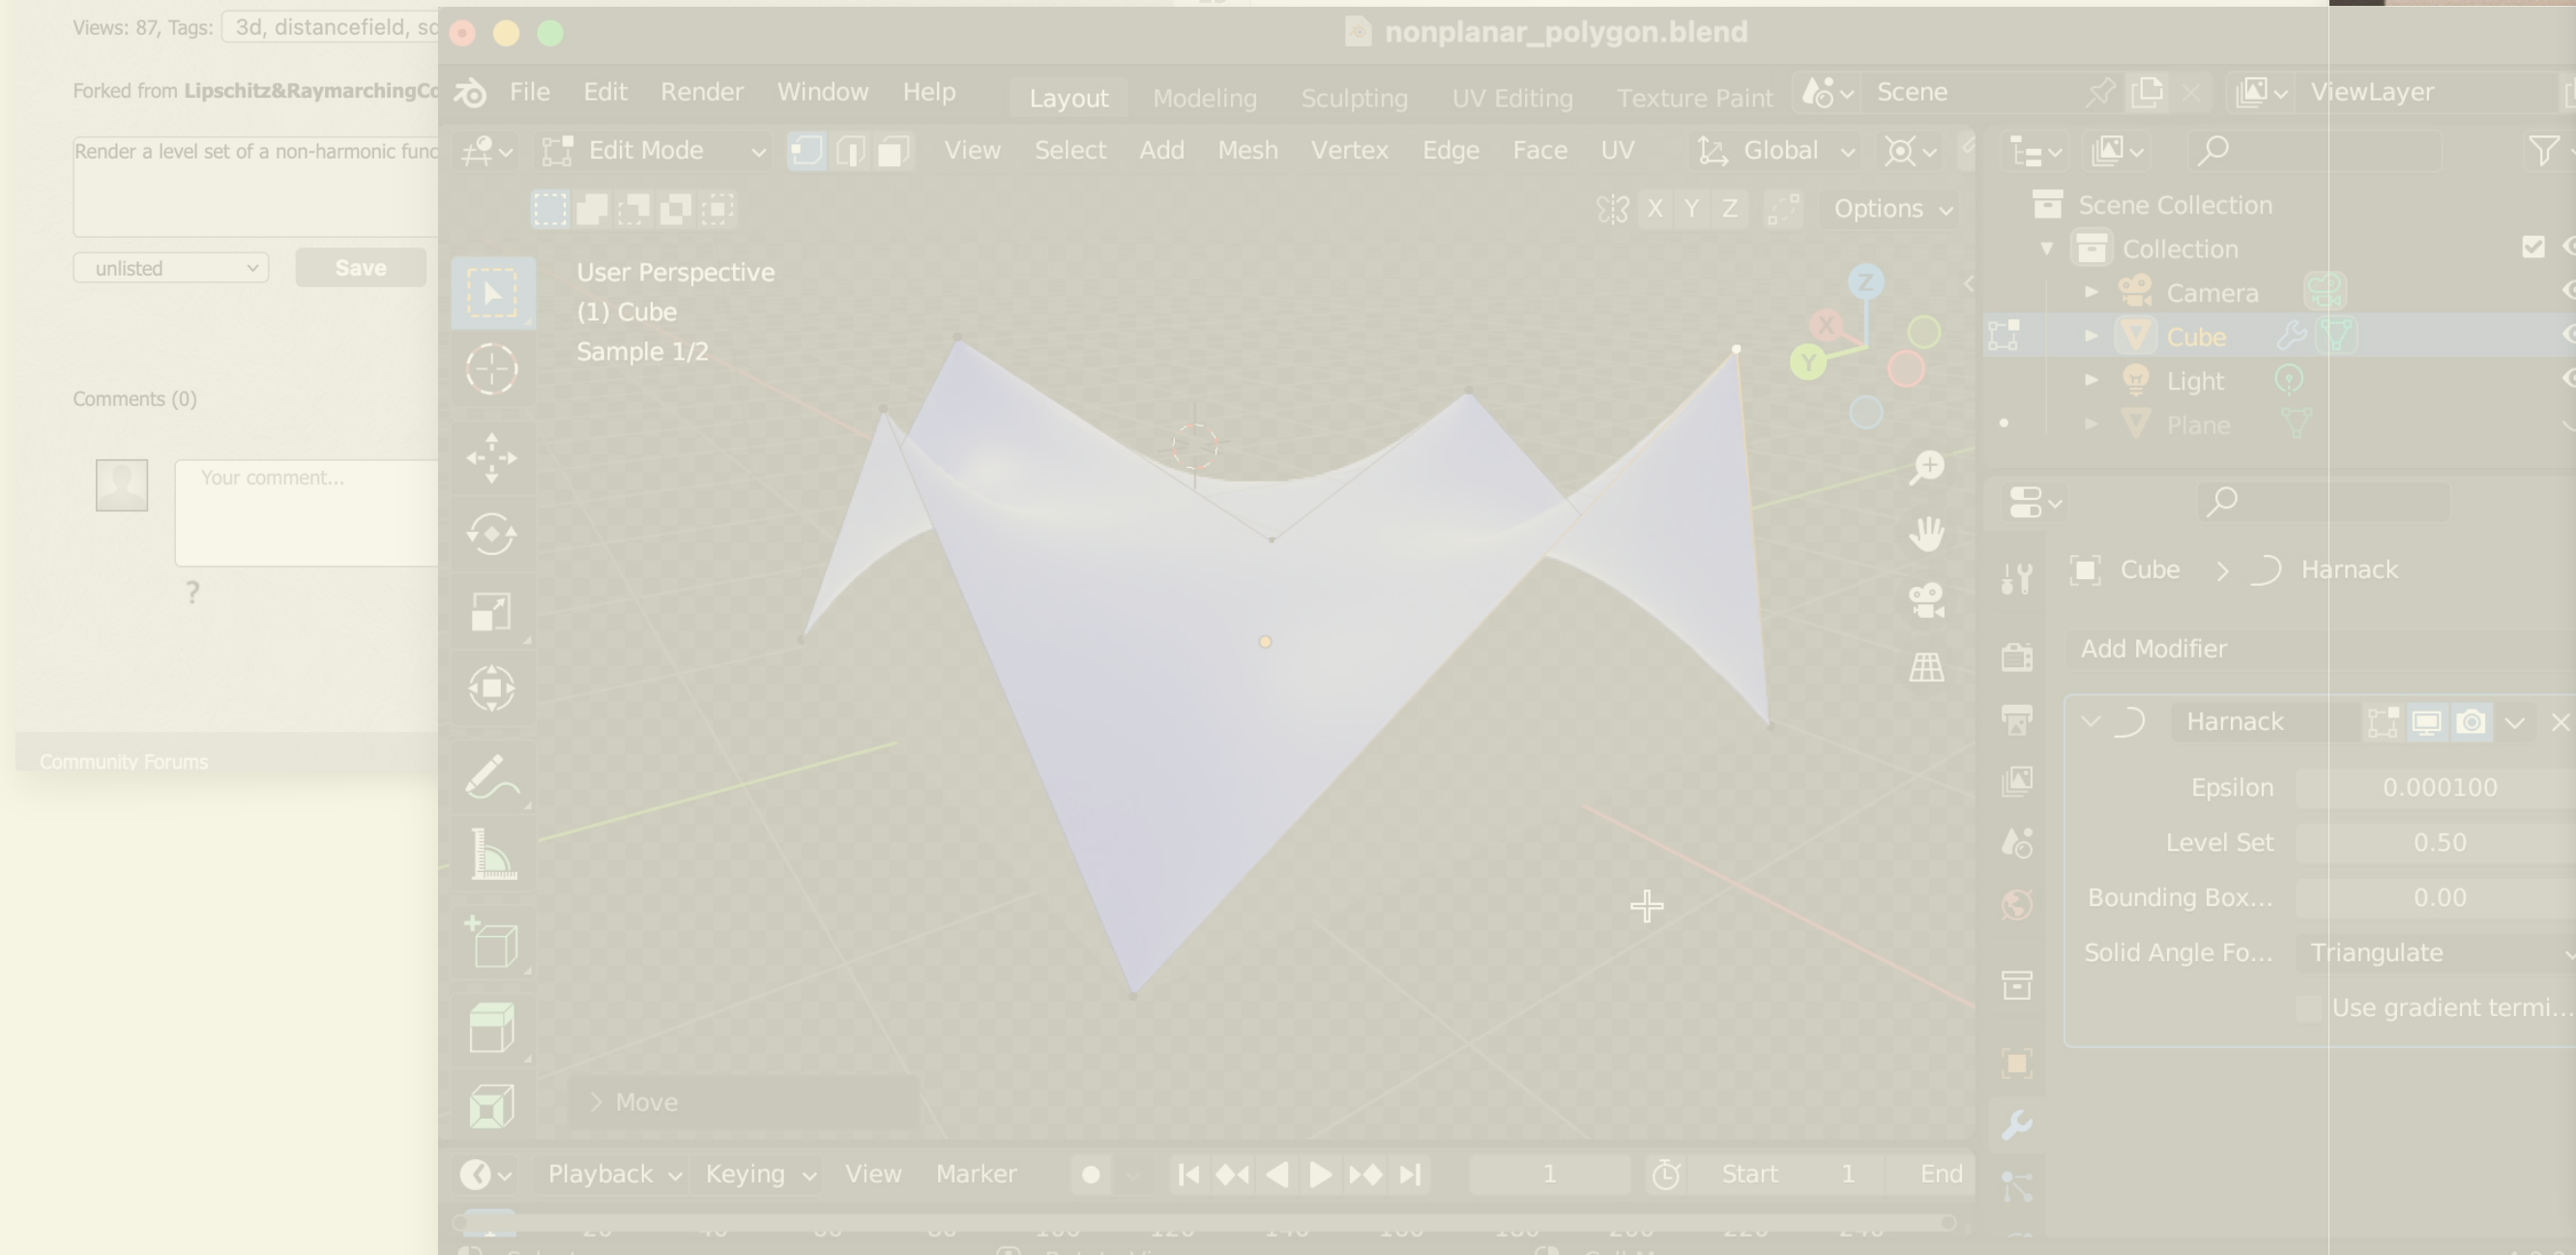 Views: 87, Tags: 3d, distancefield,
Forked from
Render a level set of a non-harmonic
unlisted
Save
Comments (0)
Your comment...
?
Community Forums
nonplanar_polygon.blend
File Edit Render Window Help Layout Modeling Sculpting UV Editing Texture Paint Scene ViewLayer
Edit Mode View Select Add Mesh Vertex Edge Face UV Global
X Y Z Options
User Perspective
(1) Cube
Sample 1/2
Z
X
Y
Move
Playback Keying View Marker 1 Start 1 End
Scene Collection
Collection
Camera
Cube
Light
Plane
Cube > Harnack
Add Modifier
Harnack
Epsilon 0.000100
Level Set 0.50
Bounding Box... 0.00
Solid Angle Fo... Triangulate
Use gradient termi...